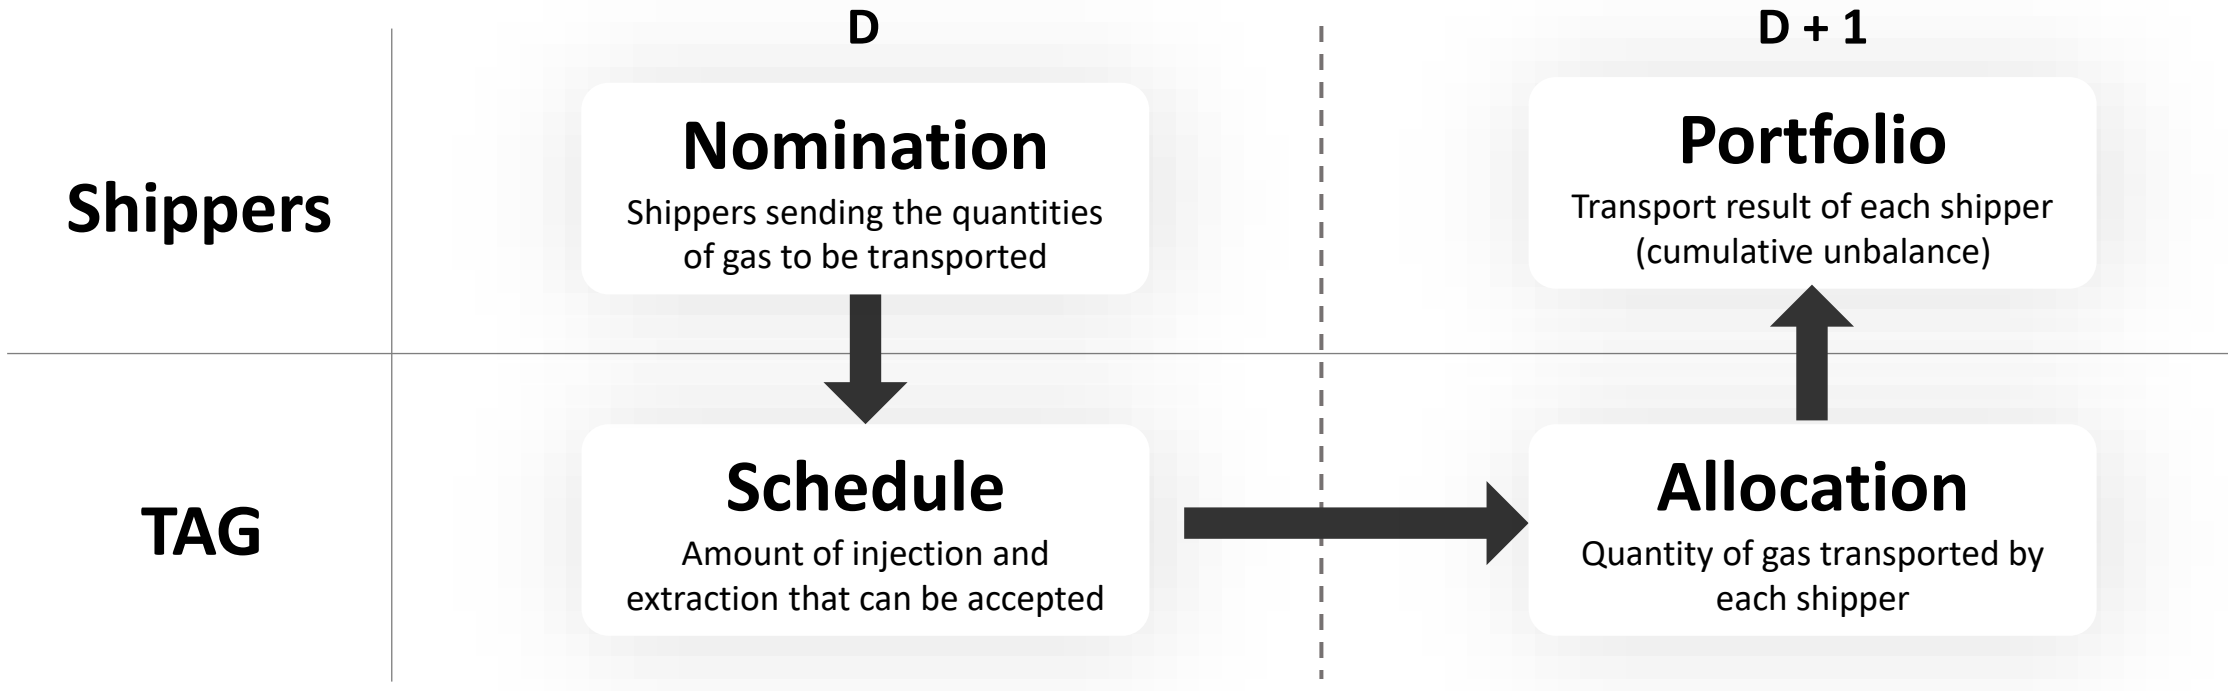 D
D + 1
Shippers
Nomination
Shippers sending the quantities
of gas to be transported
Portfolio
Transport result of each shipper
(cumulative unbalance)
TAG
Schedule
Amount of injection and
extraction that can be accepted
Allocation
Quantity of gas transported by
each shipper